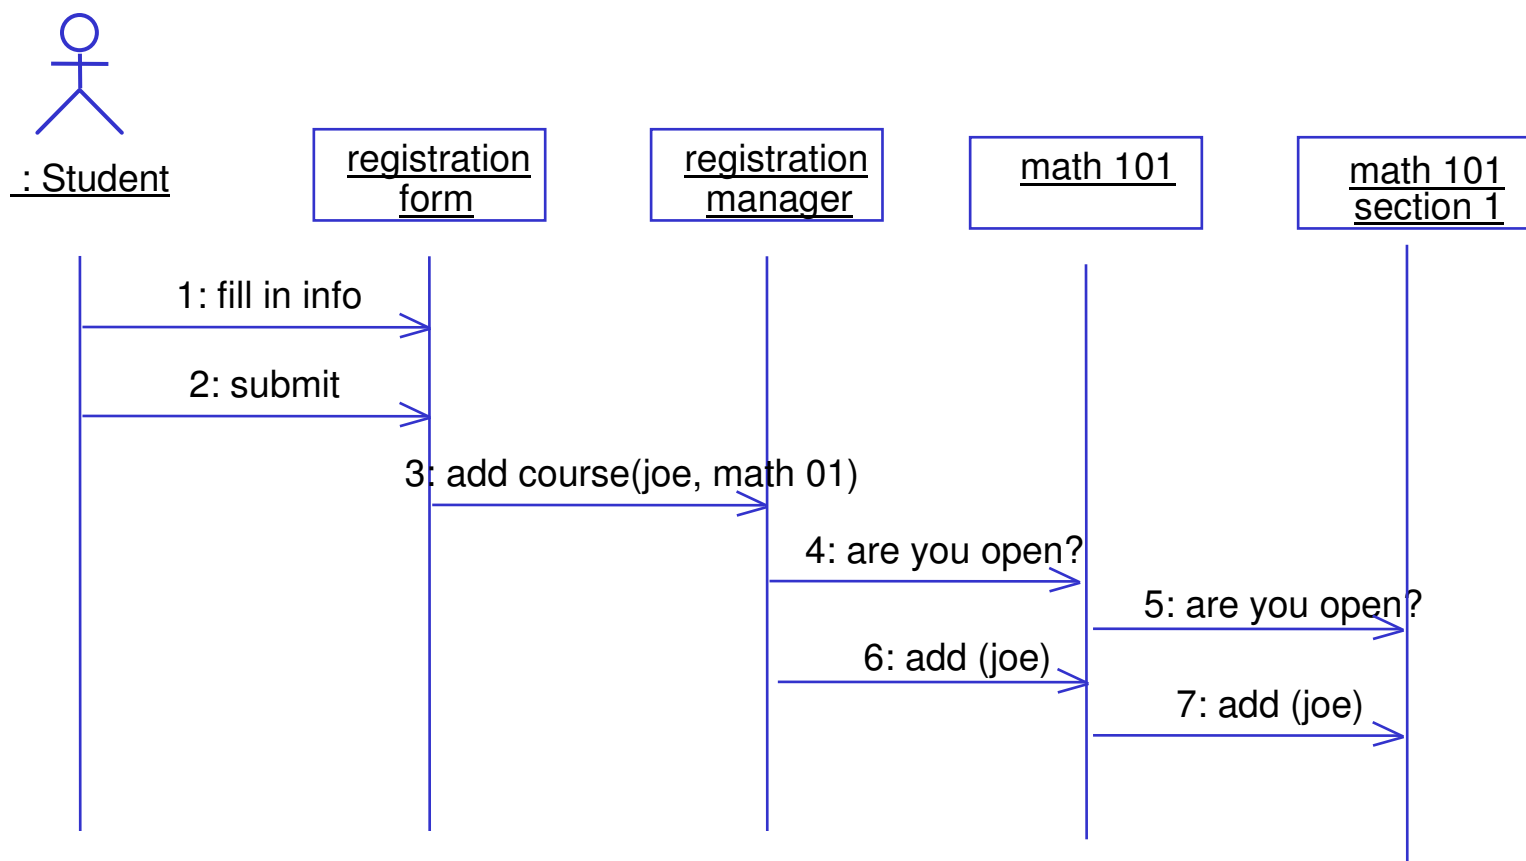 : Student
registration
form
registration
manager
math 101
math 101
section 1
1: fill in info
2: submit
3: add course(joe, math 01)
4: are you open?
5: are you open?
6: add (joe)
7: add (joe)